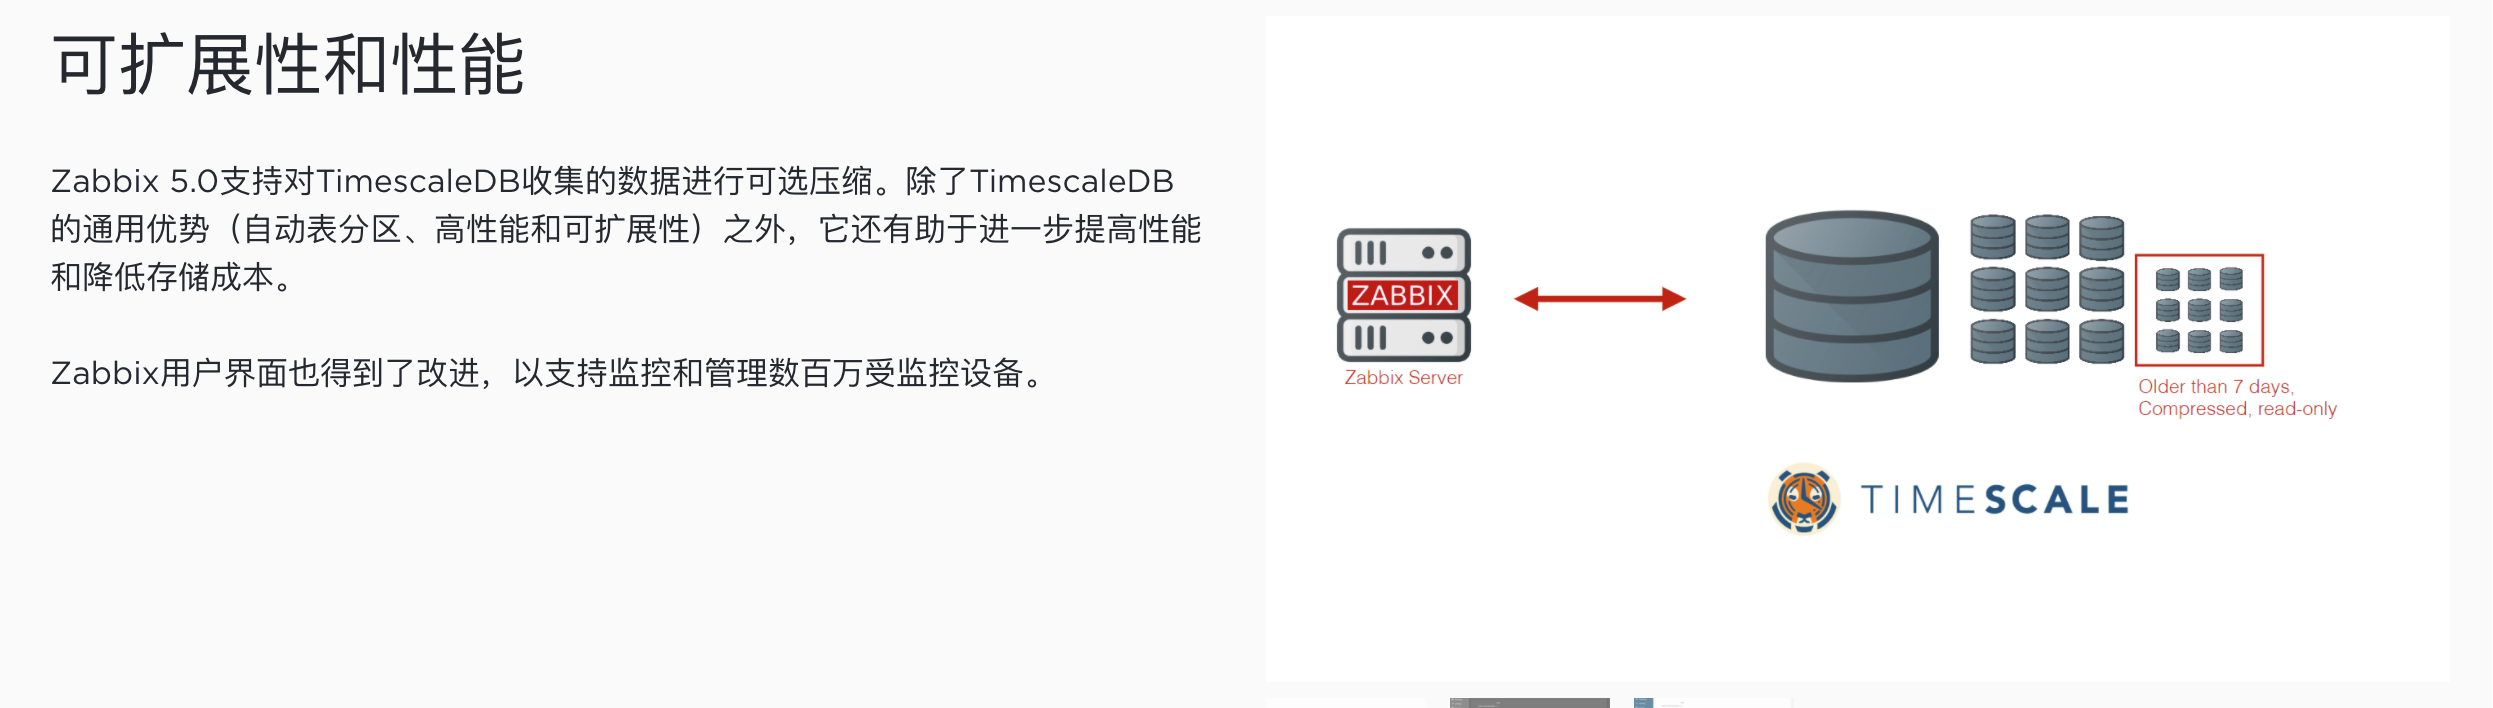 可扩展性和性能
Zabbix 5.0支持对TimescaleDB收集的数据进行可选压缩。除了TimescaleDB
的通用优势（自动表分区、高性能和可扩展性）之外，它还有助于进一步提高性能
和降低存储成本。
Zabbix用户界面也得到了改进，以支持监控和管理数百万受监控设备。
ZABBIX
Zabbix Server
Older than 7 days,
Compressed, read-only
TIMESCALE